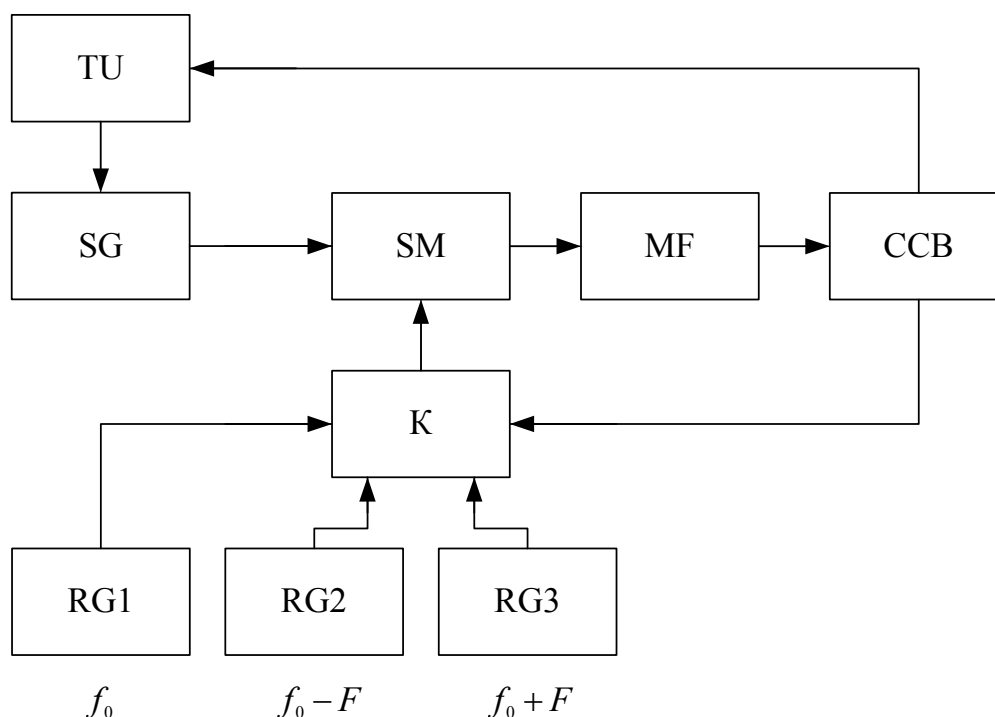 TU
SG SM MF CCB
К
RG1 RG2 RG3
f₀ f₀ − F f₀ + F